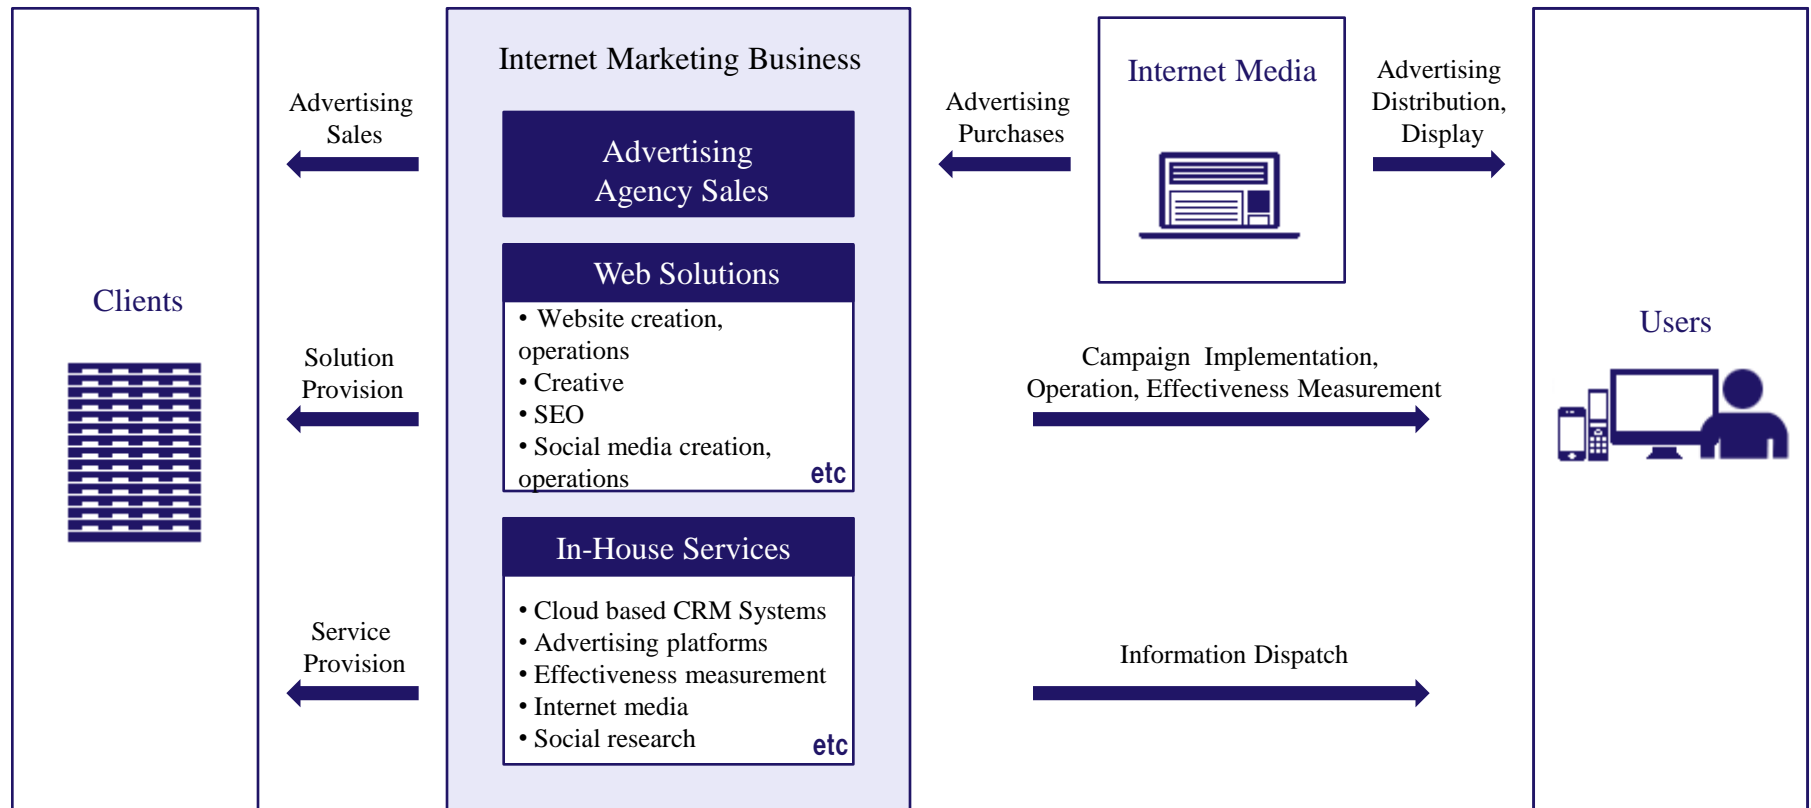 Clients
Advertising
Sales
Solution
Provision
Service
Provision
Internet Marketing Business
Advertising
Agency Sales
Web Solutions
• Website creation,
operations
• Creative
• SEO
• Social media creation,
operations
etc
In-House Services
• Cloud based CRM Systems
• Advertising platforms
• Effectiveness measurement
• Internet media
• Social research
etc
Advertising
Purchases
Internet Media
Advertising
Distribution,
Display
Campaign Implementation,
Operation, Effectiveness Measurement
Information Dispatch
Users